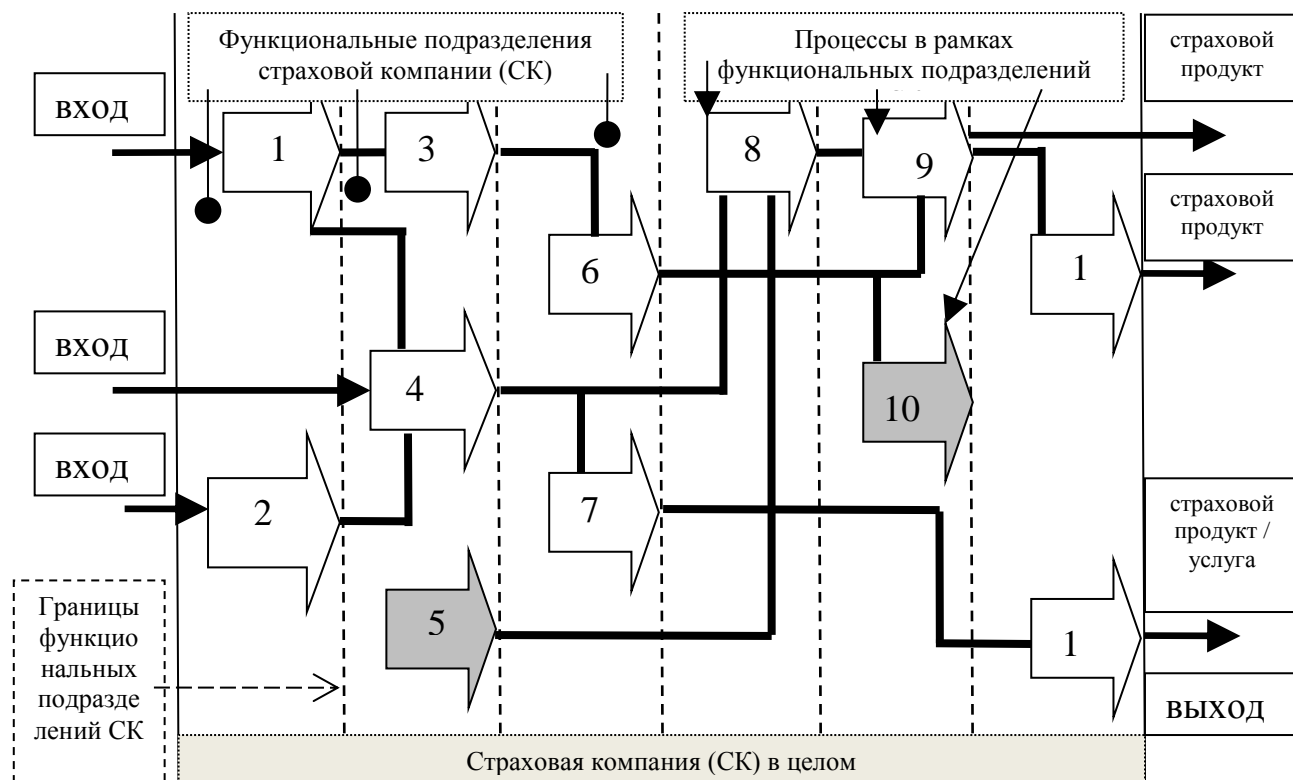 Функциональные подразделения
страховой компании (СК)
Процессы в рамках
функциональных подразделений
страховой
продукт
ВХОД
1
3
8
9
страховой
продукт
6
1
ВХОД
4
10
ВХОД
2
7
страховой
продукт /
услуга
Границы
функцио
нальных
подразде
лений СК
5
1
ВЫХОД
Страховая компания (СК) в целом